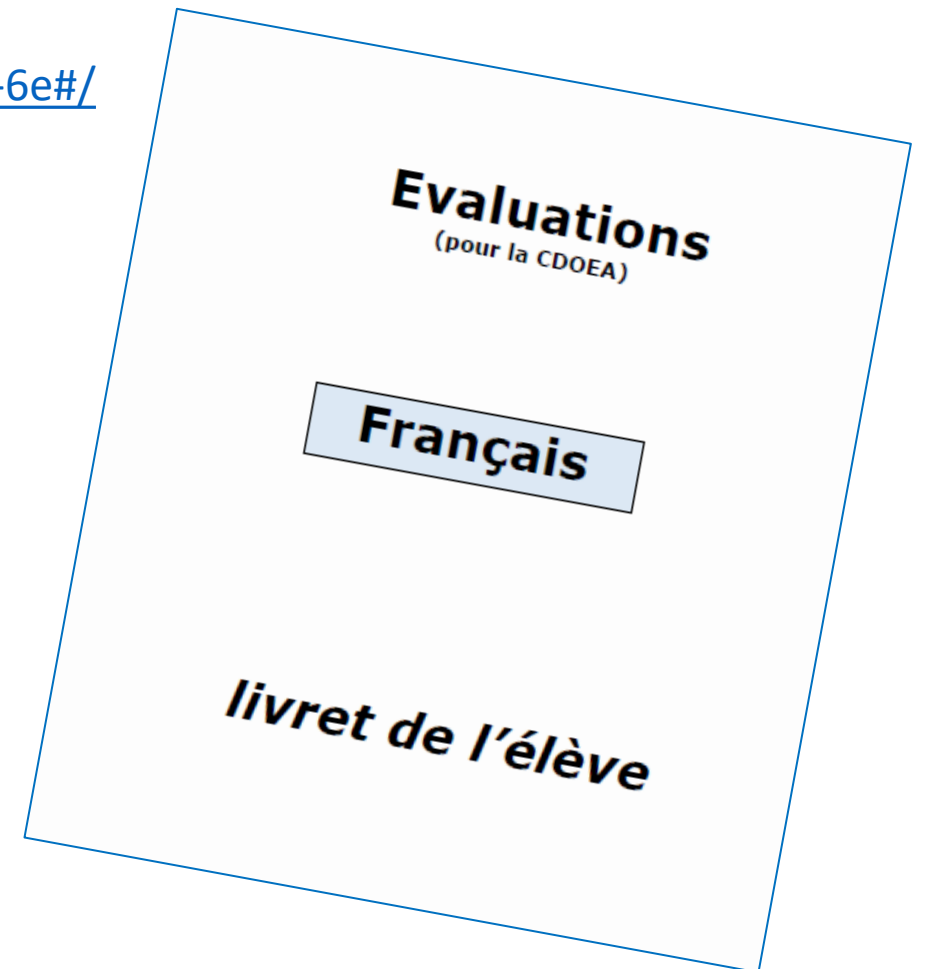 -6e#/
Evaluations
(pour la CDOEA)
Français
livret de l’élève